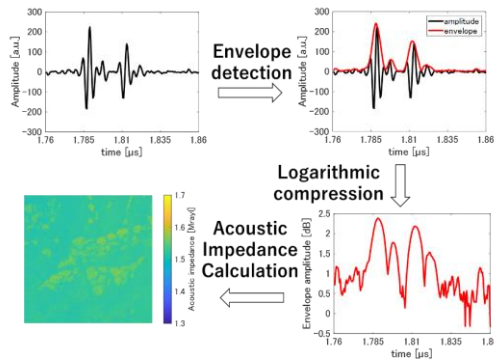 Amplitude [a.u.]
300
200
100
0
−100
−200
−300
1.76
1.785
1.81
1.835
1.86
time [μs]
Envelope
detection
Amplitude [a.u.]
300
200
100
0
−100
−200
−300
amplitude
envelope
1.76
1.785
1.81
1.835
1.86
time [μs]
Logarithmic
compression
Envelope amplitude [dB]
2.5
2
1.5
1
0.5
0
-0.5
1.76
1.785
1.81
1.835
1.8
time [μs]
Acoustic
Impedance
Calculation
1.7
1.6
1.5
1.4
1.3
Acoustic impedance [Mrayl]